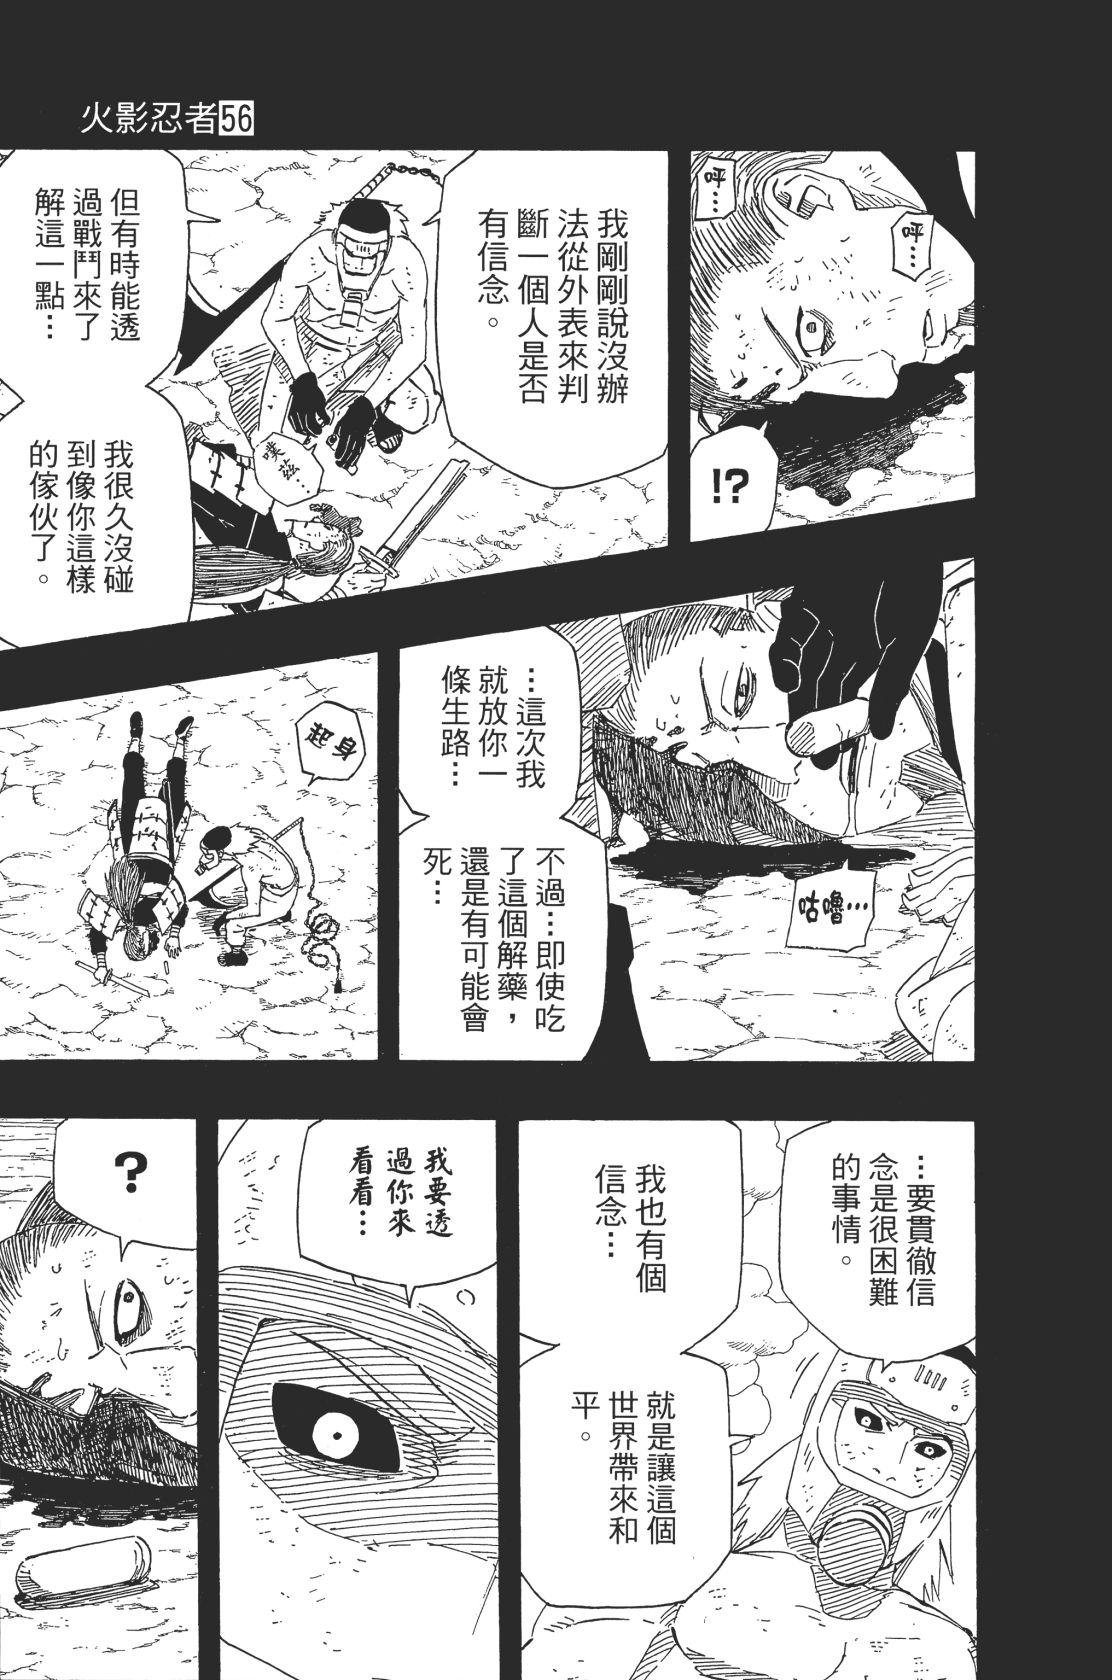 火影忍者56
呼…
呼…
!?
我剛剛說沒辦
法從外表來判
斷一個人是否
有信念。
噗茲…
但有時能透
過戰鬥來了
解這一點…
我很久沒碰
到像你這樣
的傢伙了。
咕嚕…
…這次我
就放你一
條生路…
不過…即使吃
了這個解藥，
還是有可能會
死…
起身
…要貫徹信
念是很困難
的事情。
我也有個
信念…
就是讓這個
世界帶來和
平。
我要透
過你來
看看…
?